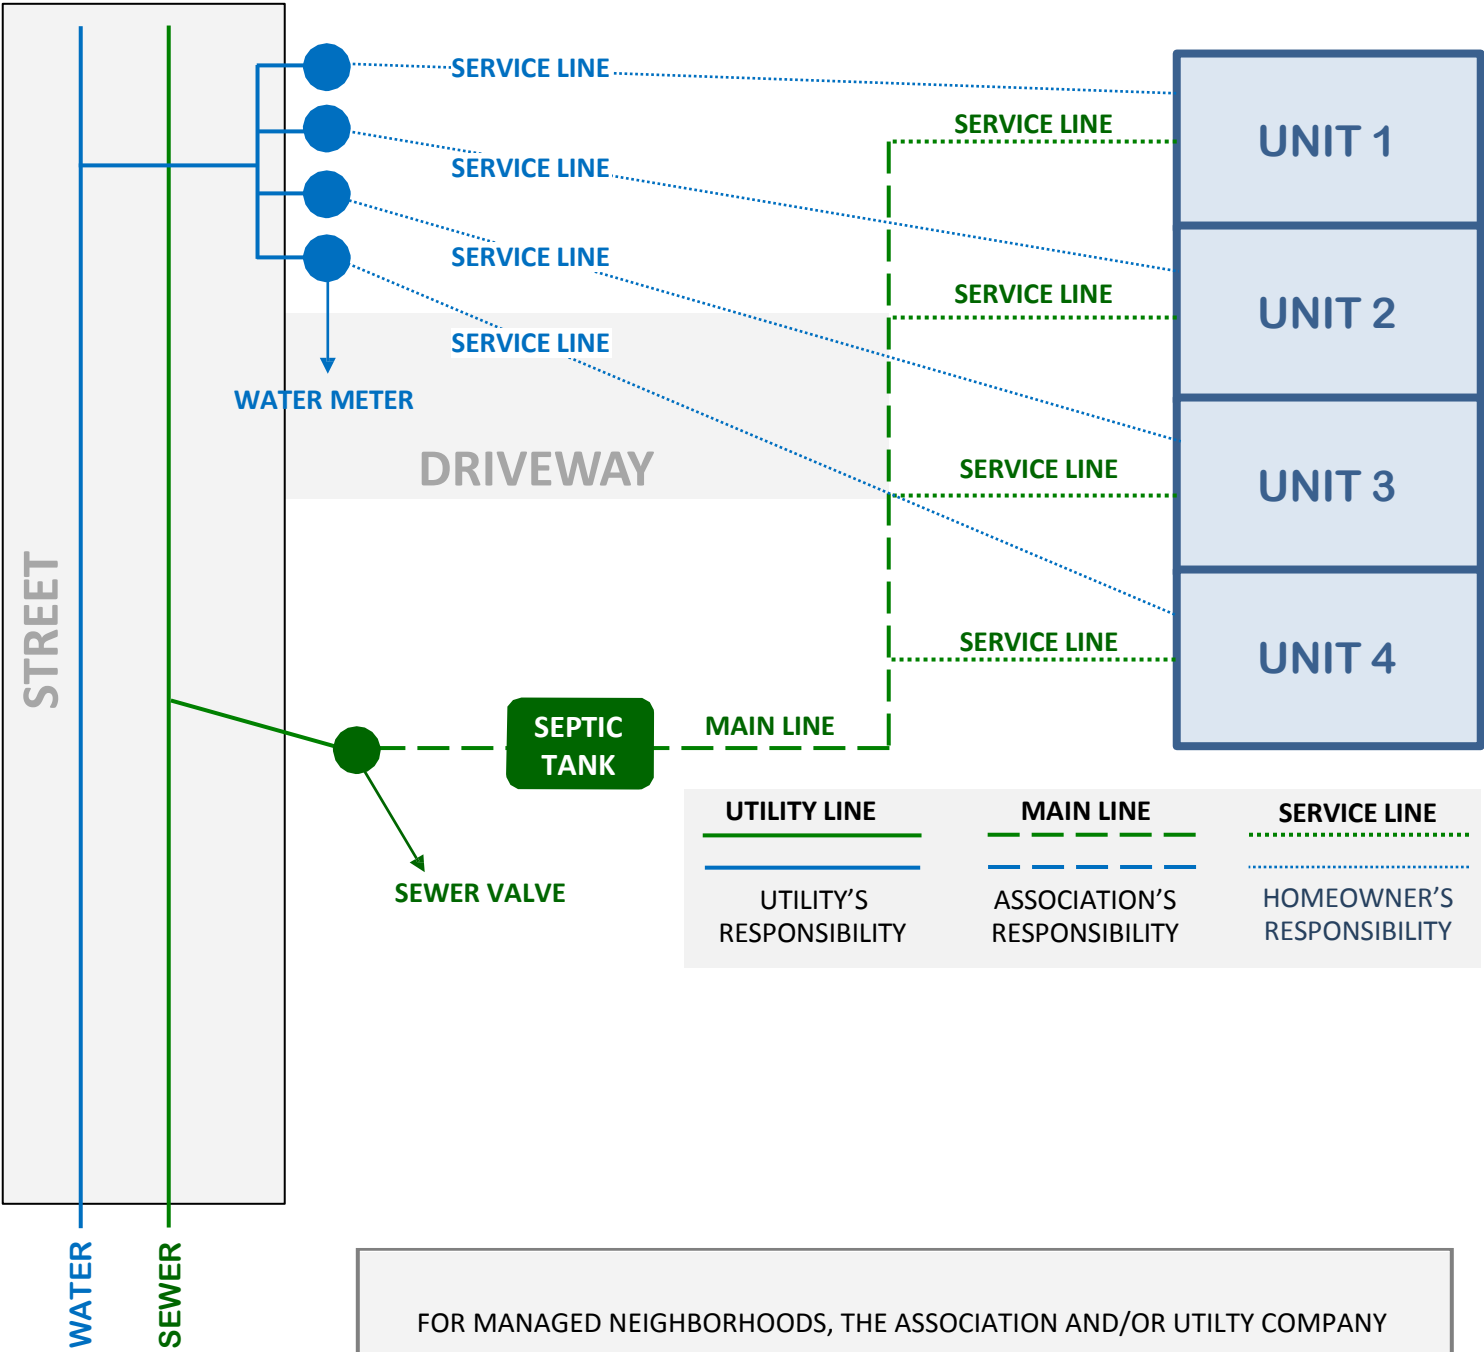 SERVICE LINE
SERVICE LINE
UNIT 1
SERVICE LINE
SERVICE LINE
SERVICE LINE
UNIT 2
SERVICE LINE
WATER METER
DRIVEWAY
SERVICE LINE
UNIT 3
STREET
SERVICE LINE
UNIT 4
SEPTIC
TANK
MAIN LINE
SEWER VALVE
UTILITY LINE
MAIN LINE
SERVICE LINE
UTILITY’S
RESPONSIBILITY
ASSOCIATION’S
RESPONSIBILITY
HOMEOWNER’S
RESPONSIBILITY
WATER
SEWER
FOR MANAGED NEIGHBORHOODS, THE ASSOCIATION AND/OR UTILTY COMPANY